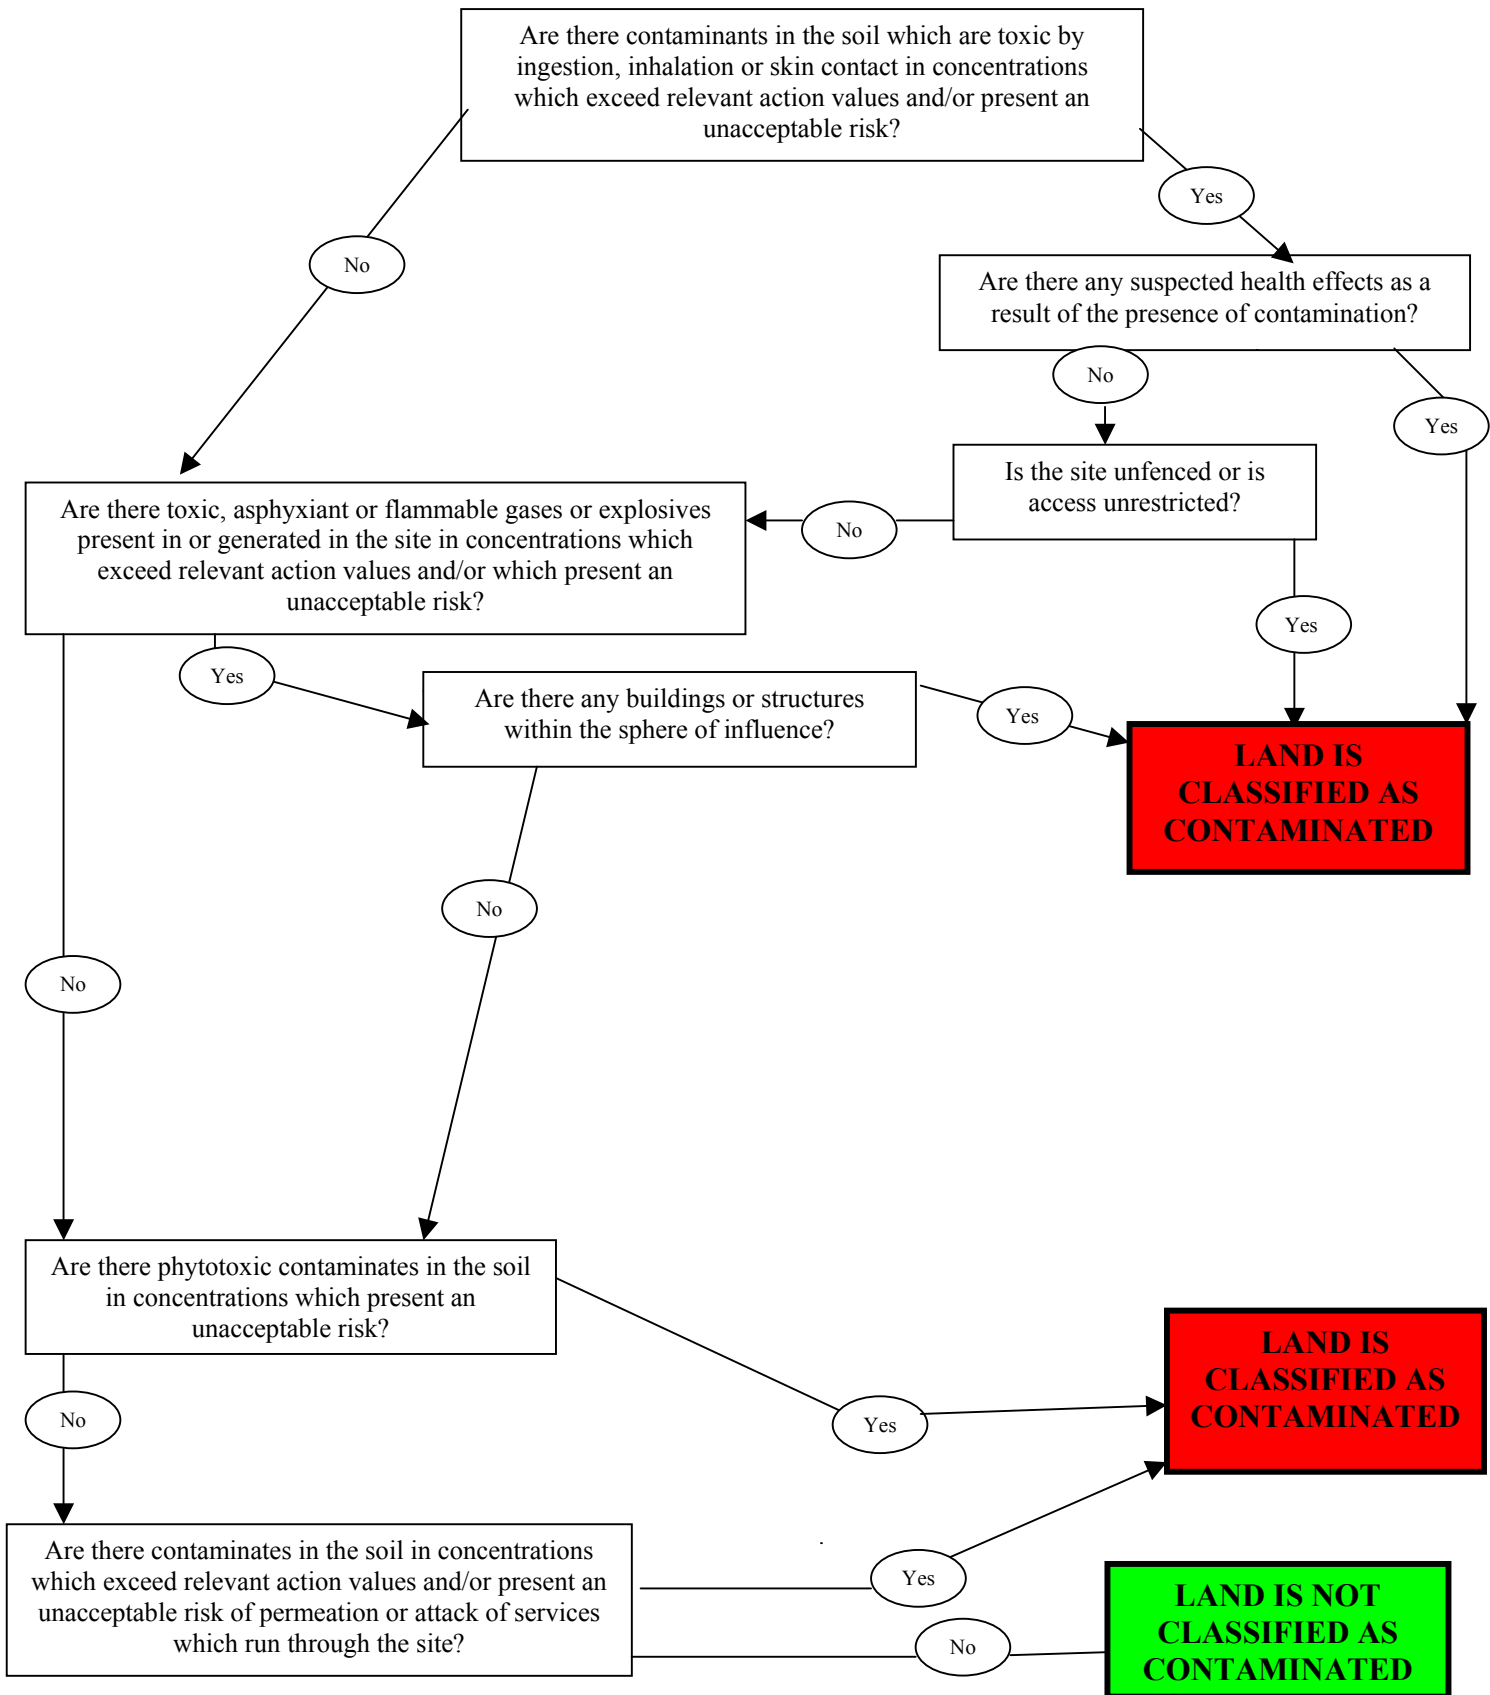 Are there contaminants in the soil which are toxic by
ingestion, inhalation or skin contact in concentrations
which exceed relevant action values and/or present an
unacceptable risk?
Yes
No
Are there any suspected health effects as a
result of the presence of contamination?
No
Yes
Is the site unfenced or is
access unrestricted?
No
Yes
Are there toxic, asphyxiant or flammable gases or explosives
present in or generated in the site in concentrations which
exceed relevant action values and/or which present an
unacceptable risk?
Yes
Are there any buildings or structures
within the sphere of influence?
Yes
LAND IS
CLASSIFIED AS
CONTAMINATED
No
No
Are there phytotoxic contaminates in the soil
in concentrations which present an
unacceptable risk?
Yes
LAND IS
CLASSIFIED AS
CONTAMINATED
No
Are there contaminates in the soil in concentrations
which exceed relevant action values and/or present an
unacceptable risk of permeation or attack of services
which run through the site?
Yes
No
LAND IS NOT
CLASSIFIED AS
CONTAMINATED